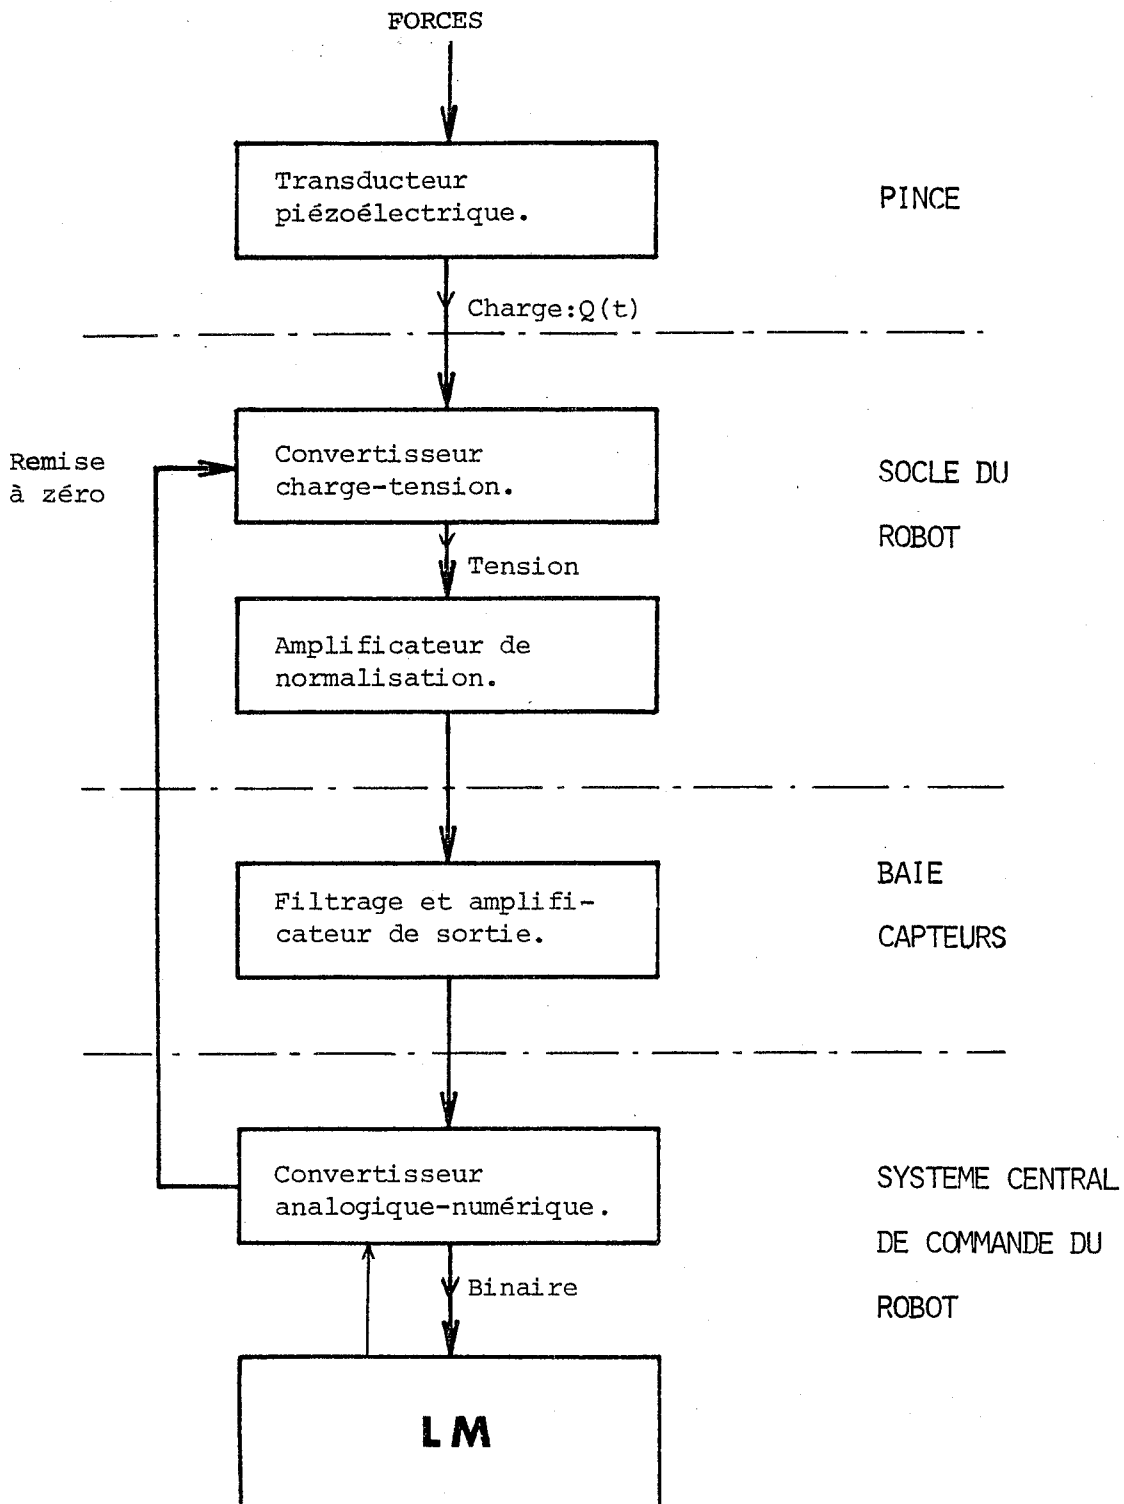 FORCES
Transducteur
piézoélectrique.
PINCE
Charge:Q(t)
Remise
à zéro
Convertisseur
charge-tension.
SOCLE DU
ROBOT
Tension
Amplificateur de
normalisation.
Filtrage et amplifi-
cateur de sortie.
BAIE
CAPTEURS
Convertisseur
analogique-numérique.
SYSTEME CENTRAL
DE COMMANDE DU
ROBOT
Binaire
LM